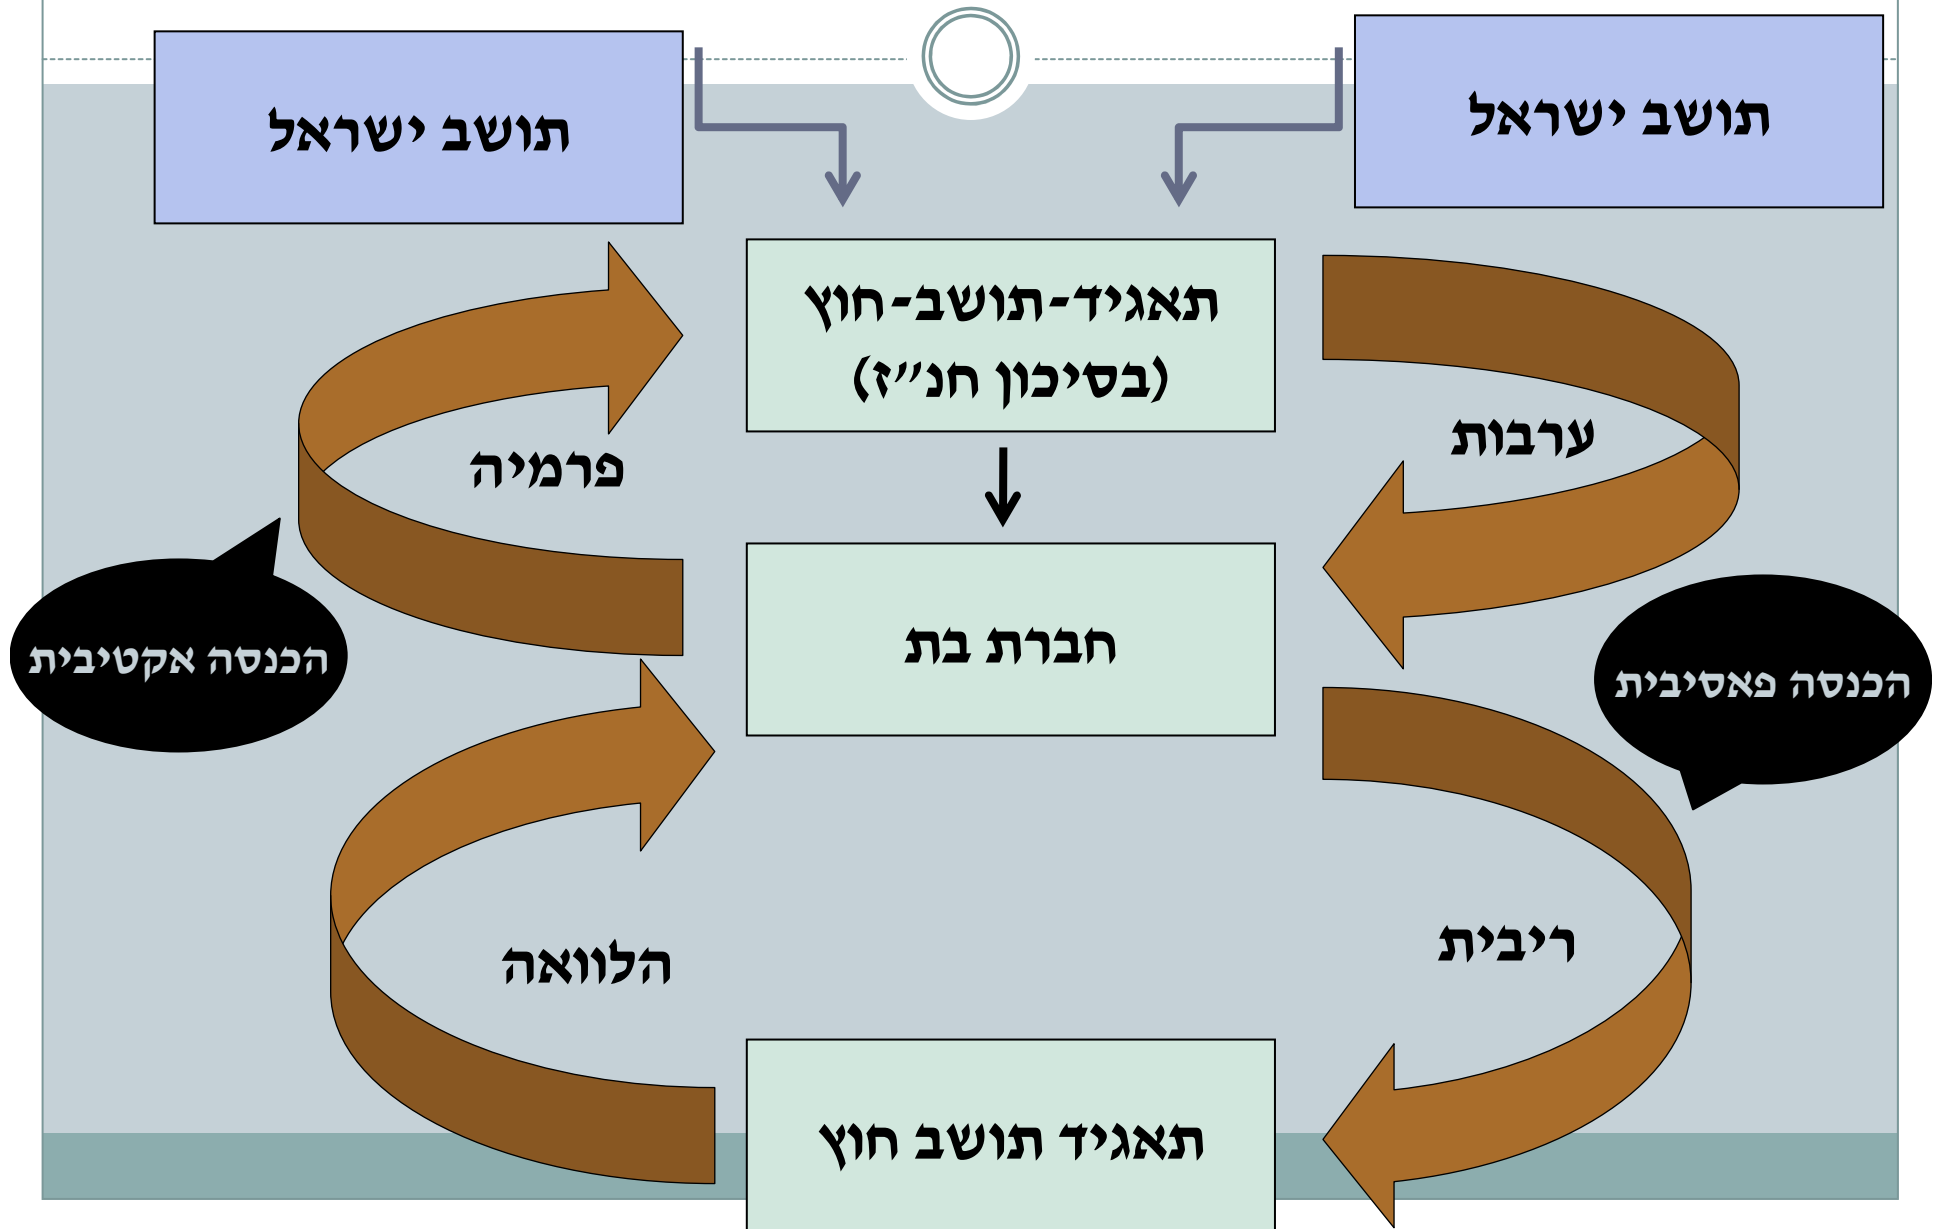 תושב ישראל
תושב ישראל
תאגיד-תושב-חוץ
(בסיכון חנ״ז)
ערבות
פרמיה
חברת בת
הכנסה פאסיבית
הכנסה אקטיבית
ריבית
הלוואה
תאגיד תושב חוץ